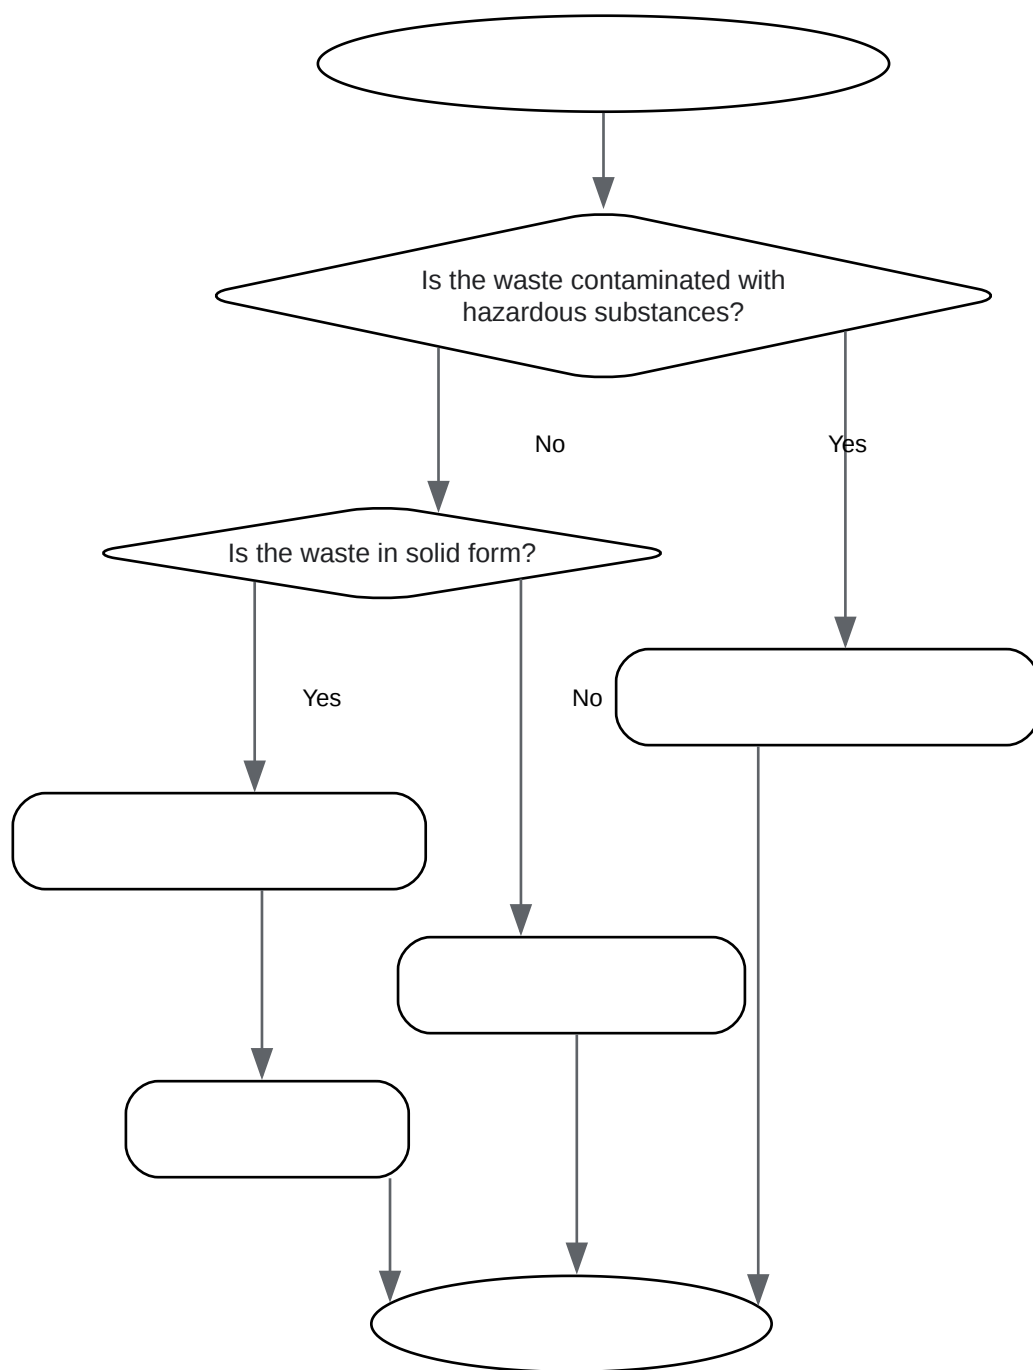 Is the waste contaminated with
hazardous substances?
No
Yes
Is the waste in solid form?
Yes
No